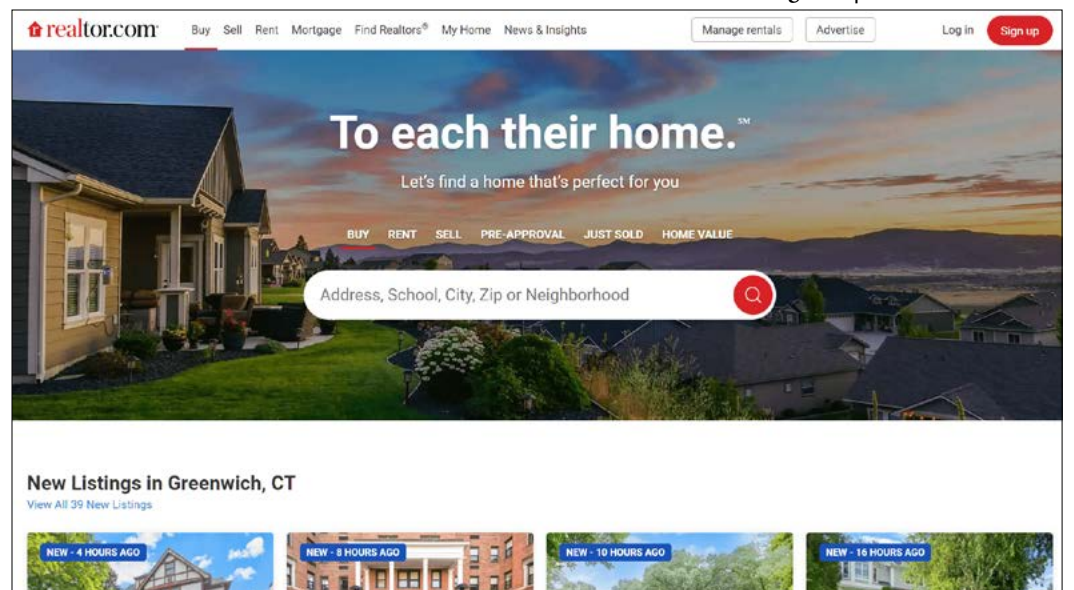 realtor.com®
Buy Sell Rent Mortgage Find Realtors® My Home News & Insights Manage rentals Advertise Log in Sign up
To each their home.℠
Let's find a home that's perfect for you
BUY RENT SELL PRE-APPROVAL JUST SOLD HOME VALUE
Address, School, City, Zip or Neighborhood
New Listings in Greenwich, CT
View All 39 New Listings
NEW - 4 HOURS AGO NEW - 8 HOURS AGO NEW - 10 HOURS AGO NEW - 16 HOURS AGO